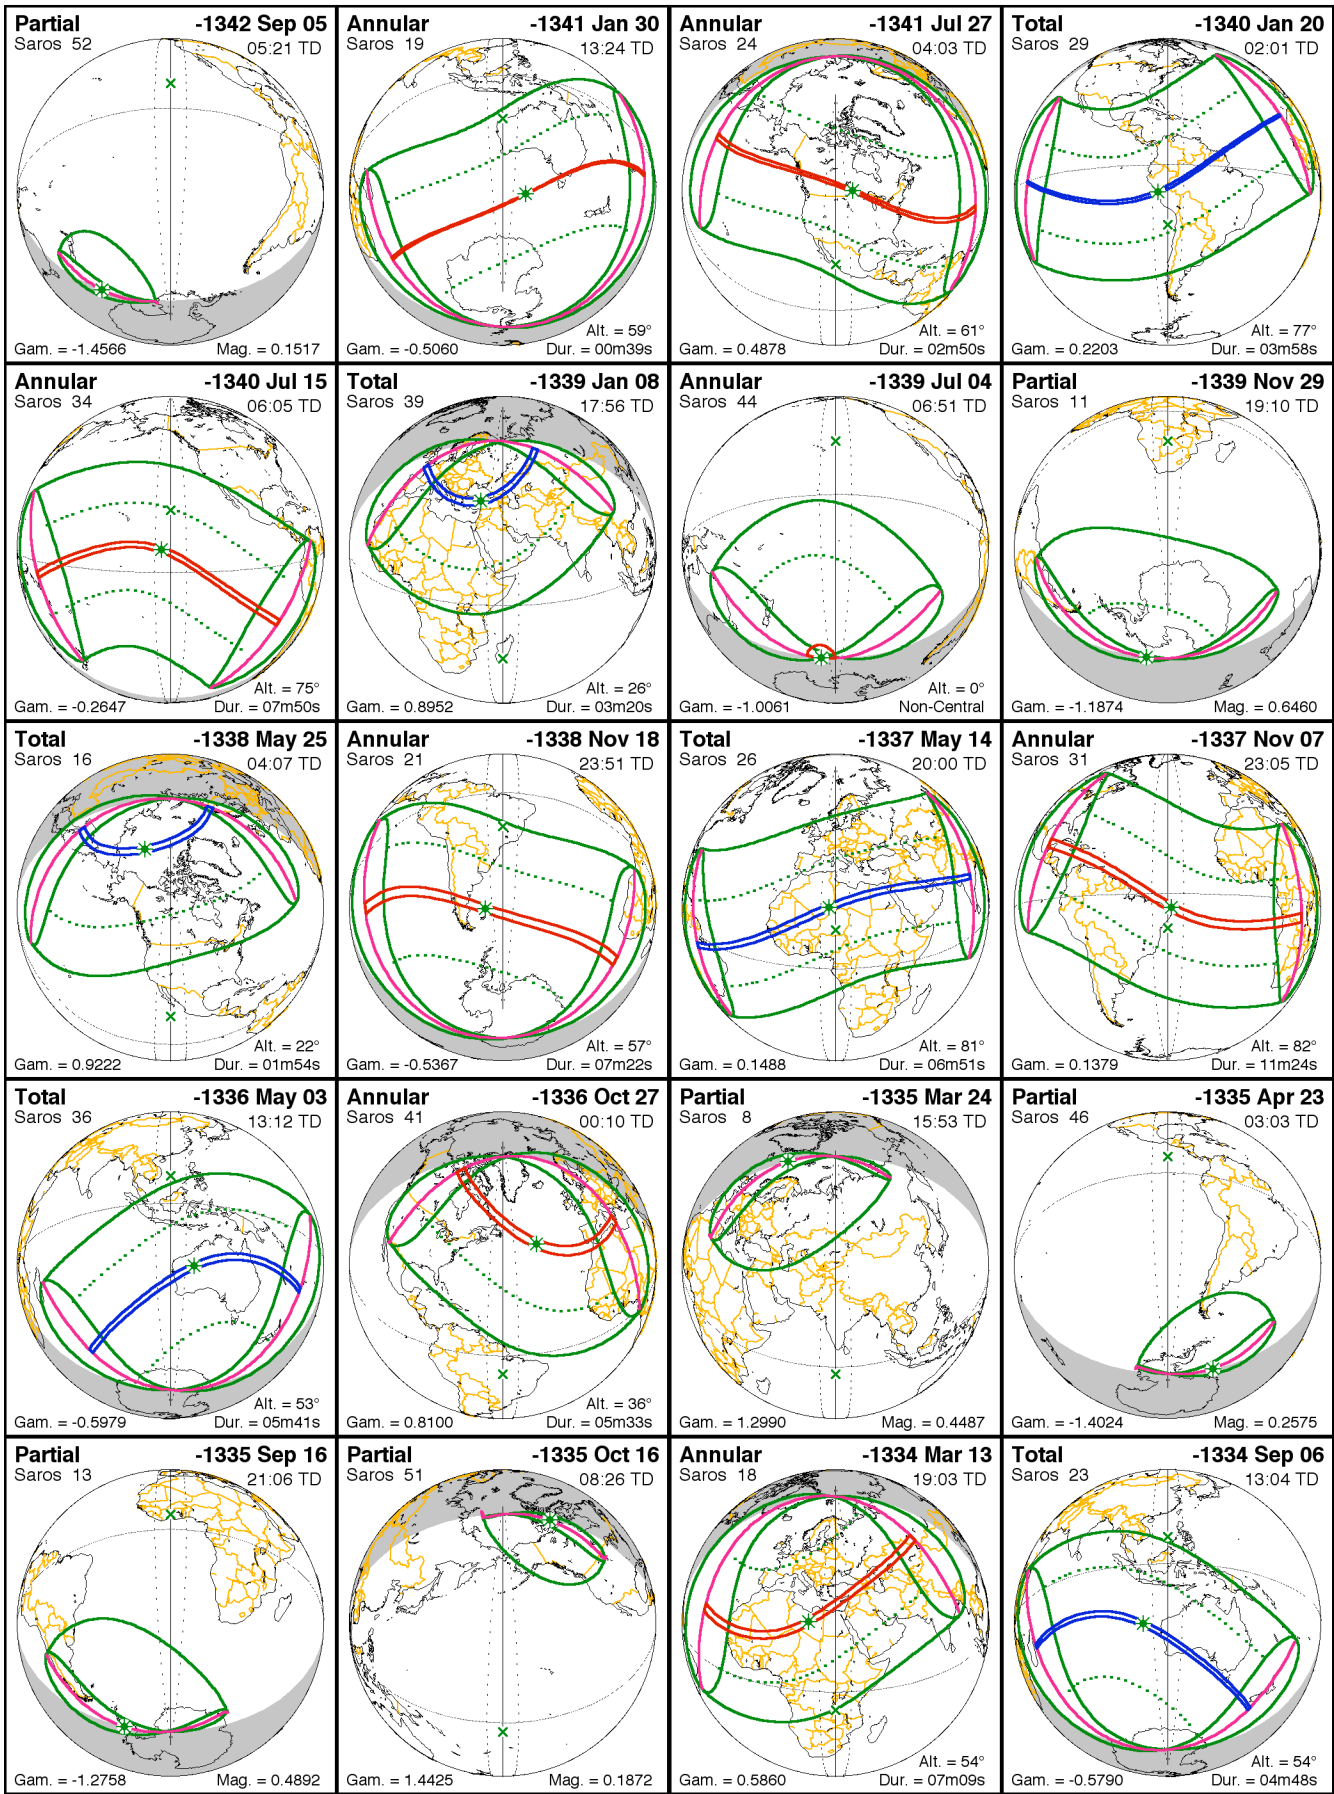 Partial -1342 Sep 05
Saros 52 05:21 TD
Gam. = -1.4566 Mag. = 0.1517
Annular -1341 Jan 30
Saros 19 13:24 TD
Alt. = 59°
Gam. = -0.5060 Dur. = 00m39s
Annular -1341 Jul 27
Saros 24 04:03 TD
Alt. = 61°
Gam. = 0.4878 Dur. = 02m50s
Total -1340 Jan 20
Saros 29 02:01 TD
Alt. = 77°
Gam. = 0.2203 Dur. = 03m58s
Annular -1340 Jul 15
Saros 34 06:05 TD
Alt. = 75°
Gam. = -0.2647 Dur. = 07m50s
Total -1339 Jan 08
Saros 39 17:56 TD
Alt. = 26°
Gam. = 0.8952 Dur. = 03m20s
Annular -1339 Jul 04
Saros 44 06:51 TD
Alt. = 0°
Gam. = -1.0061 Non-Central
Partial -1339 Nov 29
Saros 11 19:10 TD
Gam. = -1.1874 Mag. = 0.6460
Total -1338 May 25
Saros 16 04:07 TD
Alt. = 22°
Gam. = 0.9222 Dur. = 01m54s
Annular -1338 Nov 18
Saros 21 23:51 TD
Alt. = 57°
Gam. = -0.5367 Dur. = 07m22s
Total -1337 May 14
Saros 26 20:00 TD
Alt. = 81°
Gam. = 0.1488 Dur. = 06m51s
Annular -1337 Nov 07
Saros 31 23:05 TD
Alt. = 82°
Gam. = 0.1379 Dur. = 11m24s
Total -1336 May 03
Saros 36 13:12 TD
Alt. = 53°
Gam. = -0.5979 Dur. = 05m41s
Annular -1336 Oct 27
Saros 41 00:10 TD
Alt. = 36°
Gam. = 0.8100 Dur. = 05m33s
Partial -1335 Mar 24
Saros 8 15:53 TD
Gam. = 1.2990 Mag. = 0.4487
Partial -1335 Apr 23
Saros 46 03:03 TD
Gam. = -1.4024 Mag. = 0.2575
Partial -1335 Sep 16
Saros 13 21:06 TD
Gam. = -1.2758 Mag. = 0.4892
Partial -1335 Oct 16
Saros 51 08:26 TD
Gam. = 1.4425 Mag. = 0.1872
Annular -1334 Mar 13
Saros 18 19:03 TD
Alt. = 54°
Gam. = 0.5860 Dur. = 07m09s
Total -1334 Sep 06
Saros 23 13:04 TD
Alt. = 54°
Gam. = -0.5790 Dur. = 04m48s